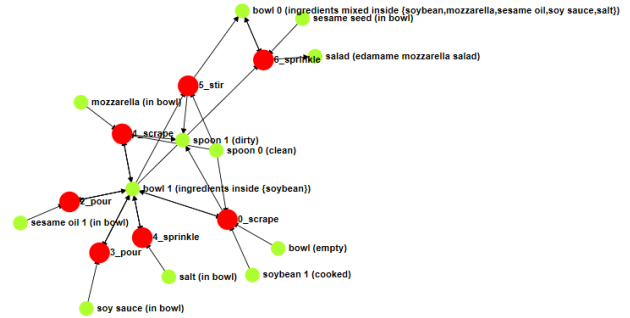 bowl 0 (ingredients mixed inside {soybean,mozzarella,sesame oil,soy sauce,salt})
sesame seed (in bowl)
6_sprinkle
salad (edamame mozzarella salad)
5_stir
mozzarella (in bowl)
1_scrape
spoon 1 (dirty)
spoon 0 (clean)
bowl 1 (ingredients inside {soybean})
2_pour
sesame oil 1 (in bowl)
0_scrape
4_sprinkle
3_pour
bowl (empty)
salt (in bowl)
soybean 1 (cooked)
soy sauce (in bowl)